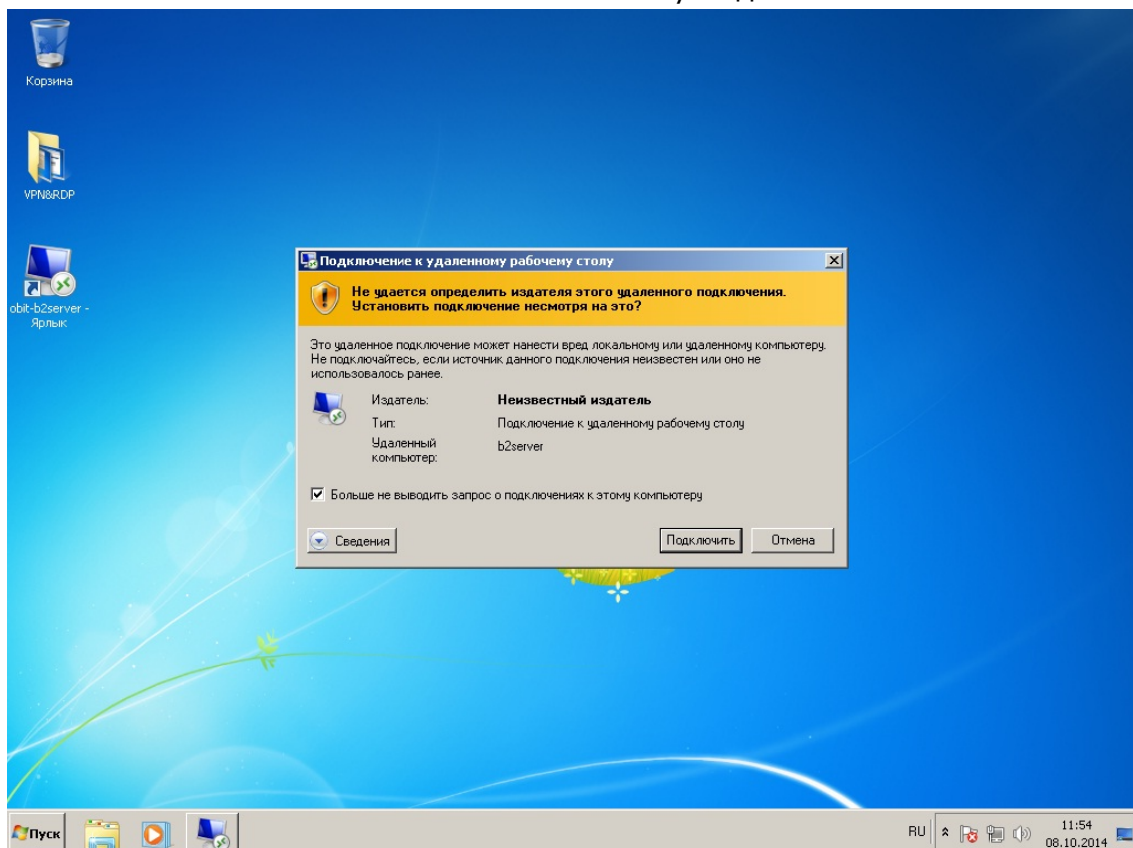 Корзина
VPN&RDP
obit-b2server -
Ярлык
Подключение к удаленному рабочему столу
Не удается определить издателя этого удаленного подключения.
Установить подключение несмотря на это?
Это удаленное подключение может нанести вред локальному или удаленному компьютеру.
Не подключайтесь, если источник данного подключения неизвестен или оно не
использовалось ранее.
Издатель: Неизвестный издатель
Тип: Подключение к удаленному рабочему столу
Удаленный
компьютер: b2server
Больше не выводить запрос о подключениях к этому компьютеру
Сведения Подключить Отмена
Пуск RU 11:54
08.10.2014